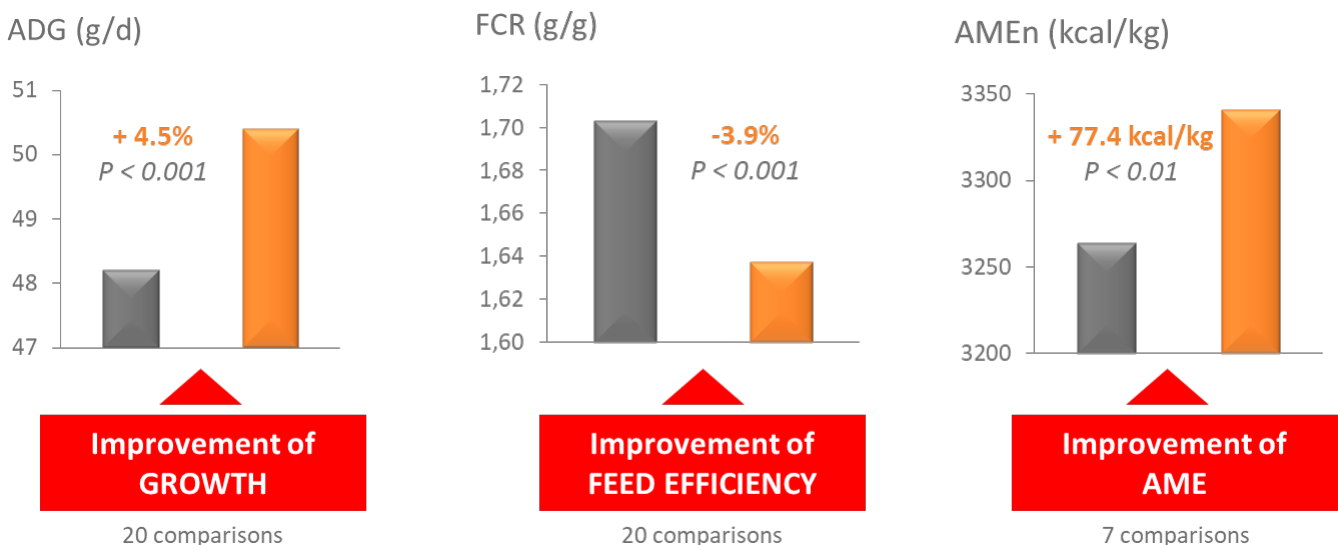 ADG (g/d)
51
50
49
48
47
+ 4.5%
P < 0.001
Improvement of
GROWTH
20 comparisons
FCR (g/g)
1,72
1,70
1,68
1,66
1,64
1,62
1,60
-3.9%
P < 0.001
Improvement of
FEED EFFICIENCY
20 comparisons
AMEn (kcal/kg)
3350
3300
3250
3200
+ 77.4 kcal/kg
P < 0.01
Improvement of
AME
7 comparisons